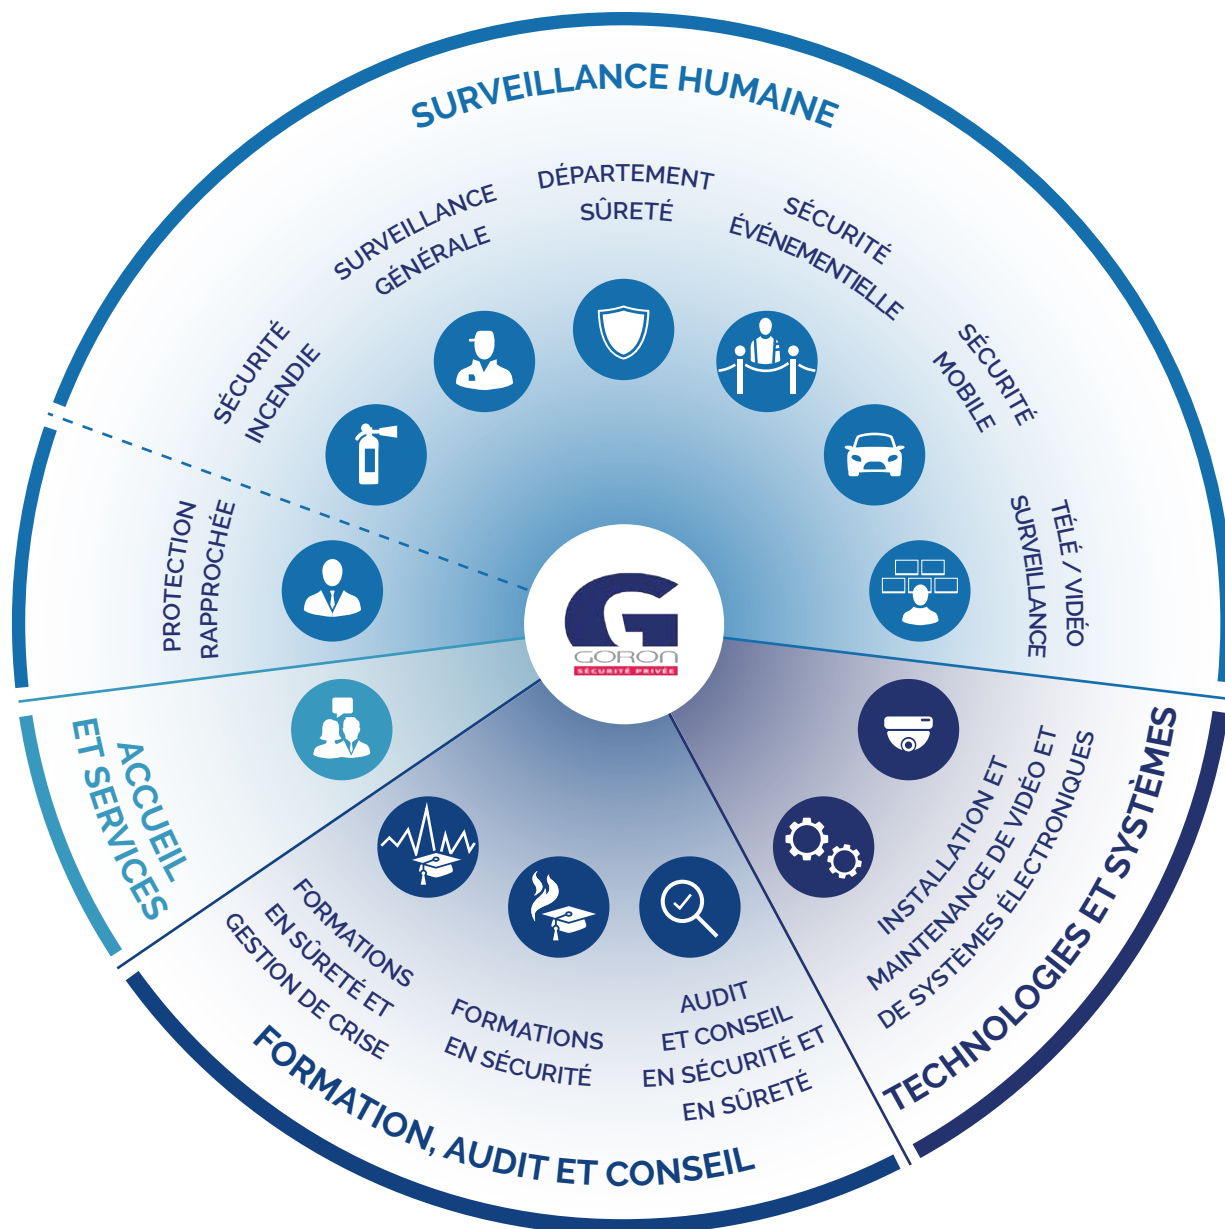 SURVEILLANCE HUMAINE
PROTECTION
RAPPROCHÉE
SÉCURITÉ
INCENDIE
SURVEILLANCE
GÉNÉRALE
DÉPARTEMENT
SÛRETÉ
SÉCURITÉ
ÉVÉNEMENTIELLE
SÉCURITÉ
MOBILE
TÉLÉ / VIDÉO
SURVEILLANCE
G
GORON
SÉCURITÉ PRIVÉE
TECHNOLOGIES ET SYSTÈMES
INSTALLATION ET
MAINTENANCE DE VIDÉO ET
DE SYSTÈMES ÉLECTRONIQUES
AUDIT
ET CONSEIL
EN SÉCURITÉ ET
EN SÛRETÉ
FORMATIONS
EN SÉCURITÉ
FORMATIONS
EN SÛRETÉ ET
GESTION DE CRISE
FORMATION, AUDIT ET CONSEIL
ACCUEIL
ET SERVICES